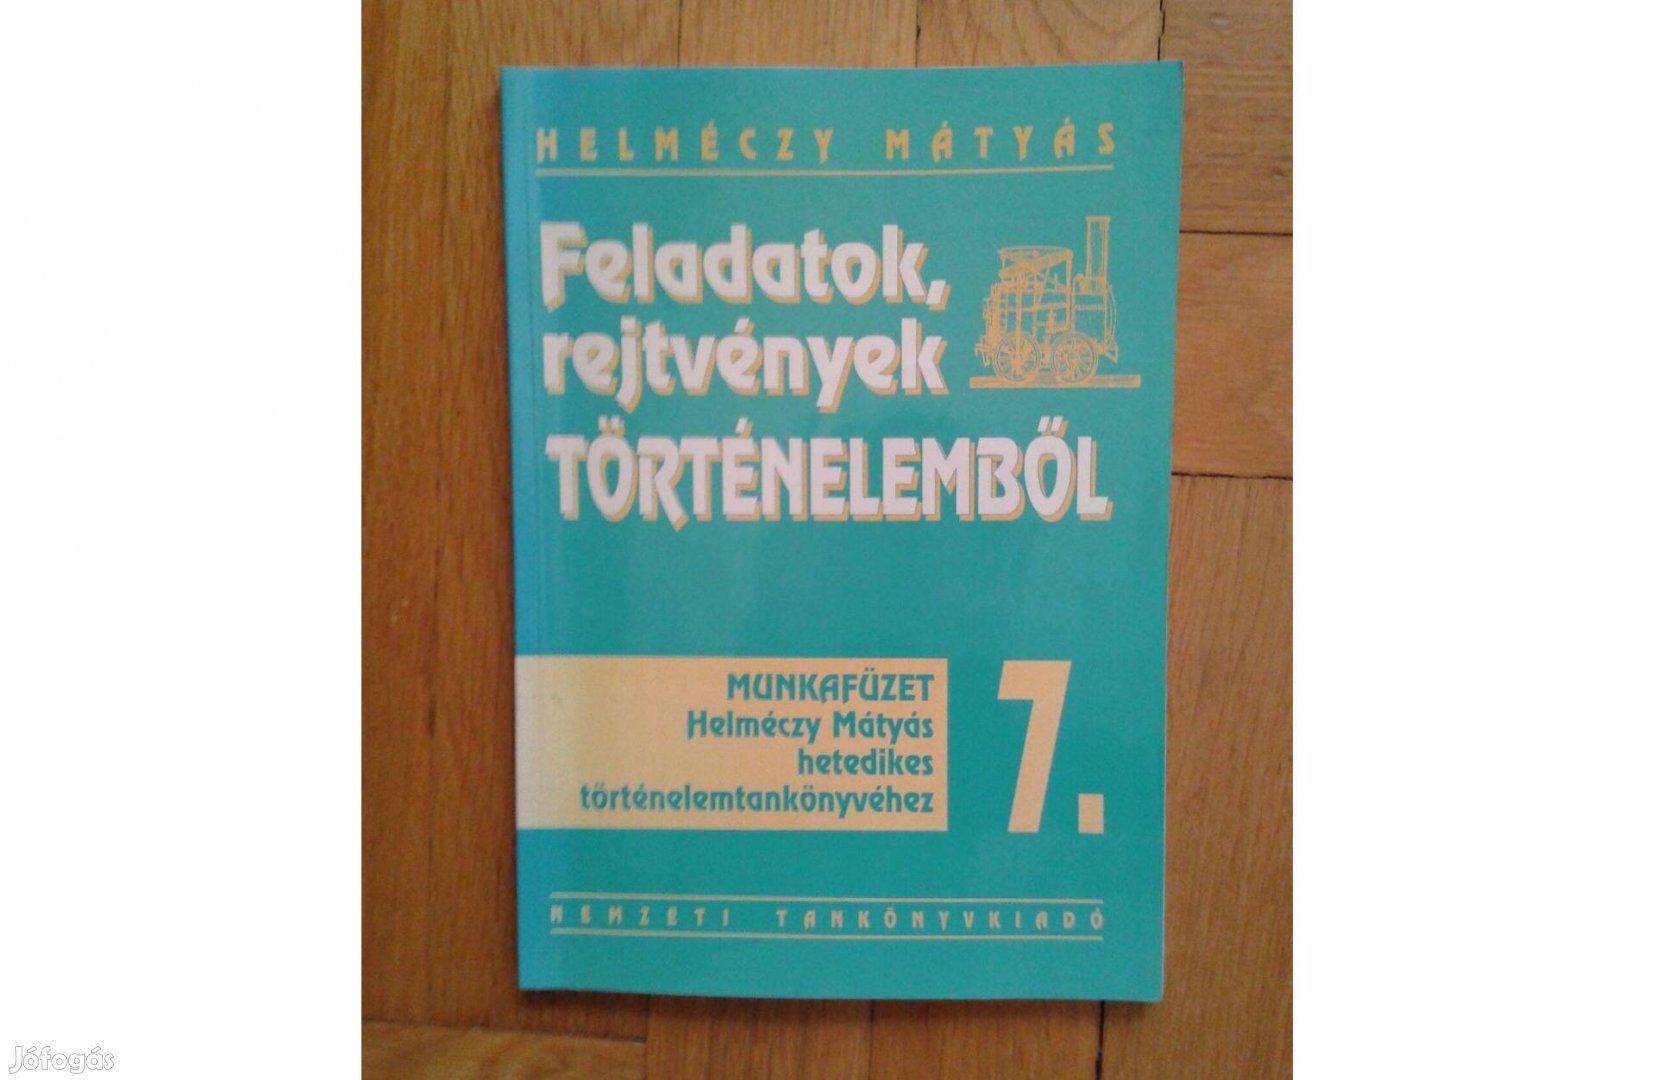 HELMÉCZY MÁTYÁS
Feladatok,
rejtvények
TÖRTÉNELEMBŐL
MUNKAFÜZET
Helméczy Mátyás
hetedikes
történelemtankönyvéhez
7.
NEMZETI TANKÖNYVKIADÓ
Jófogás